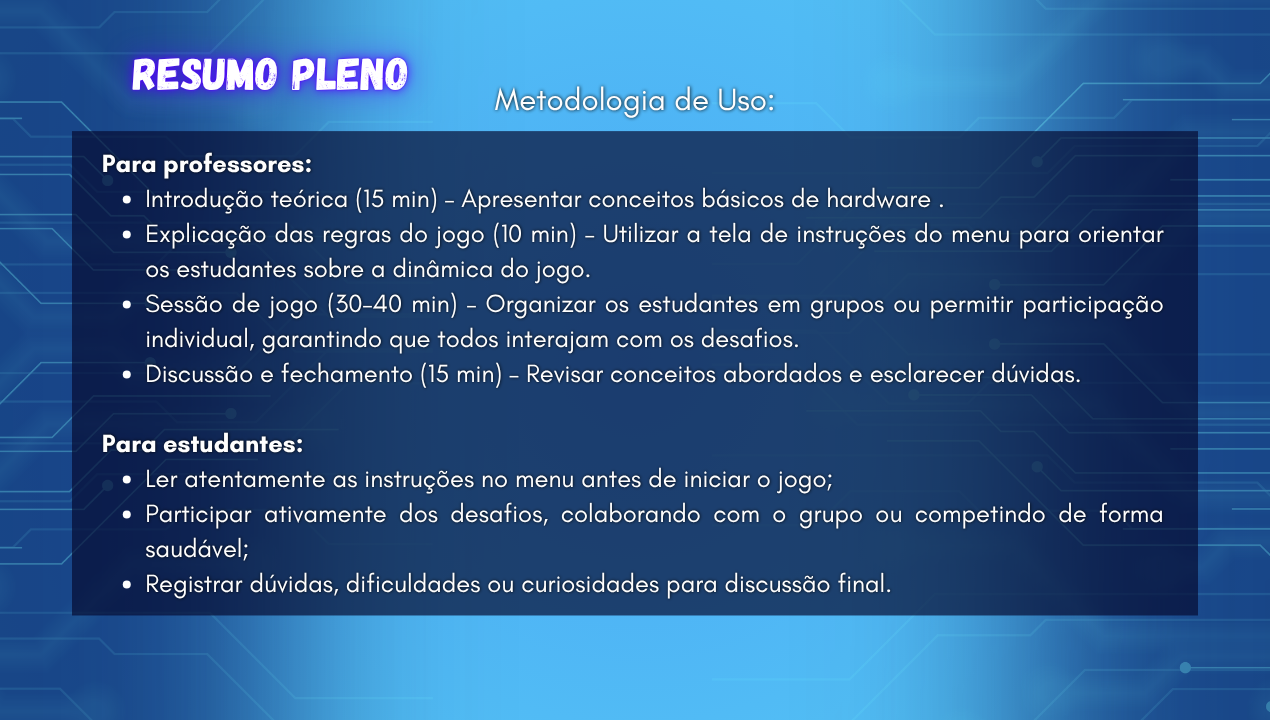 RESUMO PLENO
Metodologia de Uso:
Para professores:
• Introdução teórica (15 min) – Apresentar conceitos básicos de hardware .
• Explicação das regras do jogo (10 min) – Utilizar a tela de instruções do menu para orientar
os estudantes sobre a dinâmica do jogo.
• Sessão de jogo (30–40 min) – Organizar os estudantes em grupos ou permitir participação
individual, garantindo que todos interajam com os desafios.
• Discussão e fechamento (15 min) – Revisar conceitos abordados e esclarecer dúvidas.
Para estudantes:
• Ler atentamente as instruções no menu antes de iniciar o jogo;
• Participar ativamente dos desafios, colaborando com o grupo ou competindo de forma
saudável;
• Registrar dúvidas, dificuldades ou curiosidades para discussão final.